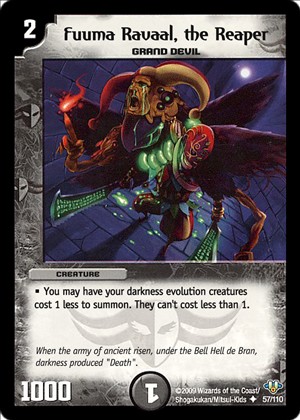 2
Fuuma Ravaal, the Reaper
GRAND DEVIL
CREATURE
▪ You may have your darkness evolution creatures
cost 1 less to summon. They can't cost less than 1.
When the army of ancient risen, under the Bell Hell de Bran,
darkness produced "Death".
1000
1
©2009 Wizards of the Coast/
Shogakukan/Mitsui-Kids ♦ 57/110